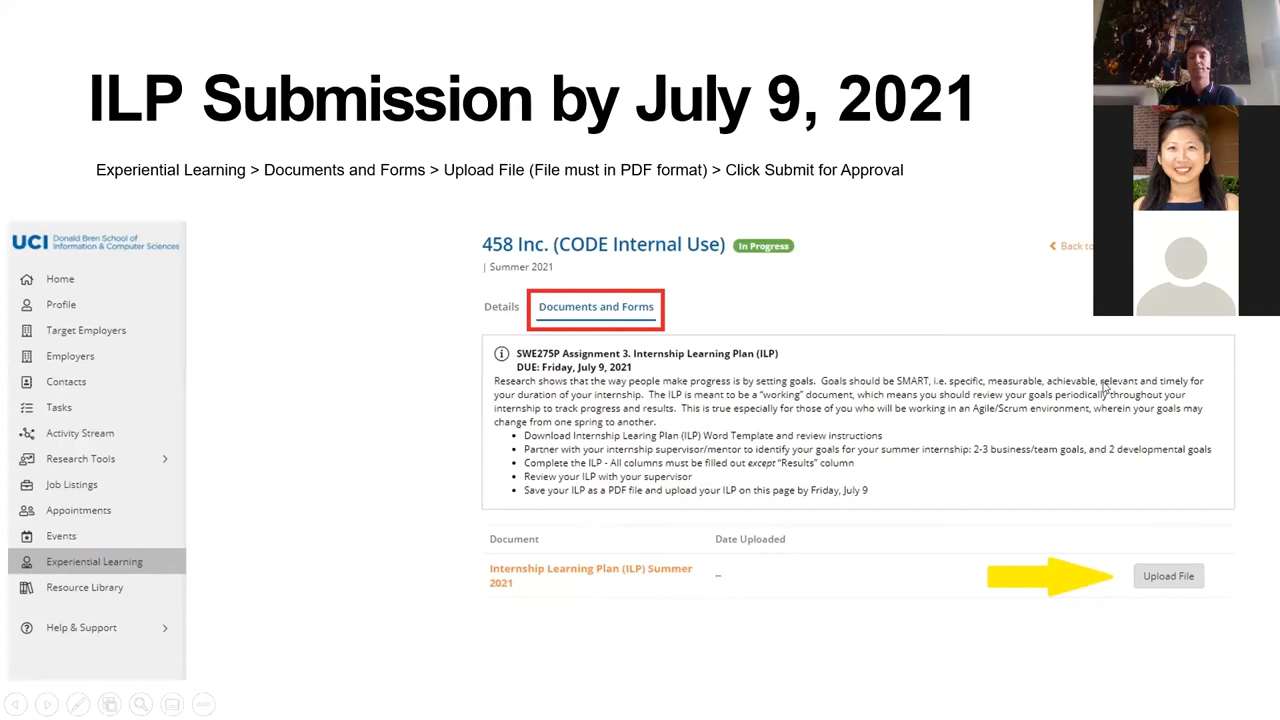 ILP Submission by July 9, 2021
Experiential Learning > Documents and Forms > Upload File (File must in PDF format) > Click Submit for Approval
UCI Donald Bren School of
Information & Computer Sciences
Home
Profile
Target Employers
Employers
Contacts
Tasks
Activity Stream
Research Tools
Job Listings
Appointments
Events
Experiential Learning
Resource Library
Help & Support
458 Inc. (CODE Internal Use) In Progress
Back to
| Summer 2021
Details Documents and Forms
SWE275P Assignment 3. Internship Learning Plan (ILP)
DUE: Friday, July 9, 2021
Research shows that the way people make progress is by setting goals. Goals should be SMART, i.e. specific, measurable, achievable, relevant and timely for
your duration of your internship. The ILP is meant to be a “working” document, which means you should review your goals periodically throughout your
internship to track progress and results. This is true especially for those of you who will be working in an Agile/Scrum environment, wherein your goals may
change from one spring to another.
• Download Internship Learing Plan (ILP) Word Template and review instructions
• Partner with your internship supervisor/mentor to identify your goals for your summer internship: 2-3 business/team goals, and 2 developmental goals
• Complete the ILP - All columns must be filled out except “Results” column
• Review your ILP with your supervisor
• Save your ILP as a PDF file and upload your ILP on this page by Friday, July 9
Document Date Uploaded
Internship Learning Plan (ILP) Summer
2021
--
Upload File